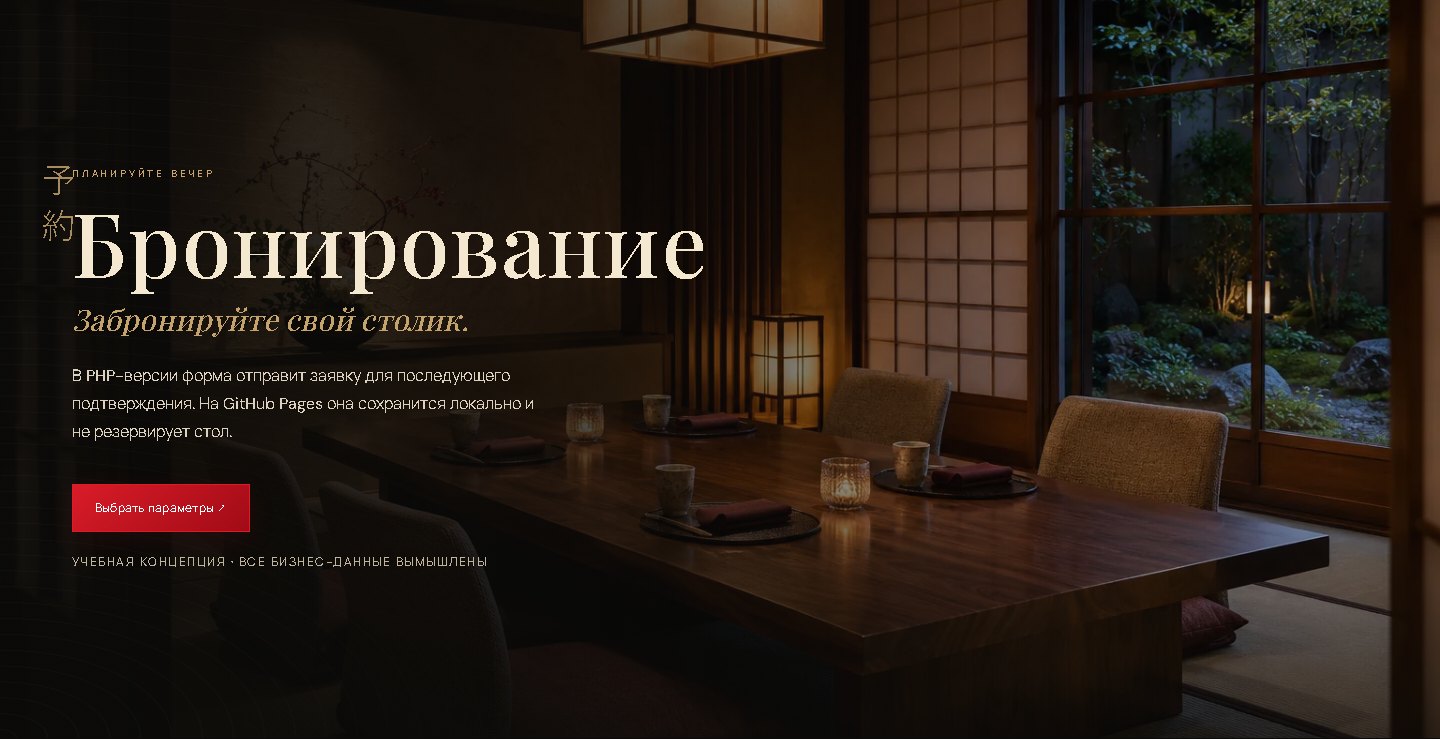 予約
ПЛАНИРУЙТЕ ВЕЧЕР
Бронирование
Забронируйте свой столик.
В PHP-версии форма отправит заявку для последующего
подтверждения. На GitHub Pages она сохранится локально и
не резервирует стол.
Выбрать параметры ↗
УЧЕБНАЯ КОНЦЕПЦИЯ · ВСЕ БИЗНЕС-ДАННЫЕ ВЫМЫШЛЕНЫ